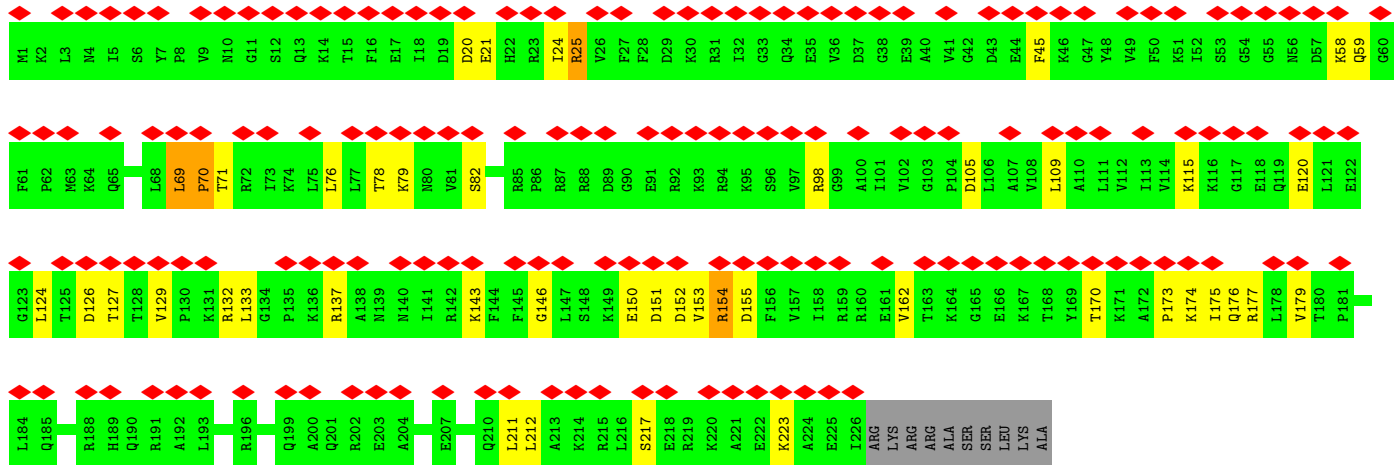 M1 K2 L3 N4 I5 S6 Y7 P8 V9 N10 G11 S12 Q13 K14 T15 F16 E17 I18 D19 D20 E21 H22 R23 I24 R25 V26 F27 F28 D29 K30 R31 I32 G33 Q34 E35 V36 D37 G38 E39 A40 V41 G42 D43 E44 F45 K46 G47 Y48 V49 F50 K51 I52 S53 G54 G55 N56 D57 K58 Q59 G60
F61 P62 M63 K64 Q65 L68 L69 P70 T71 R72 I73 K74 L75 L76 L77 T78 K79 N80 V81 S82 R85 P86 R87 R88 D89 G90 E91 R92 K93 R94 K95 S96 V97 R98 G99 A100 I101 V102 G103 P104 D105 L106 A107 V108 L109 A110 L111 V112 I113 V114 K115 K116 G117 E118 Q119 E120 L121 E122
G123 L124 T125 D126 T127 T128 V129 P130 K131 R132 L133 G134 P135 K136 R137 A138 N139 N140 I141 R142 K143 F144 F145 G146 L147 S148 K149 E150 D151 D152 V153 R154 D155 F156 V157 I158 R159 R160 E161 V162 T163 K164 G165 E166 K167 T168 Y169 T170 K171 A172 P173 K174 I175 Q176 R177 L178 V179 T180 P181
L184 Q185 R188 H189 Q190 R191 A192 L193 R196 Q199 A200 Q201 R202 E203 A204 E207 Q210 L211 L212 A213 K214 R215 L216 S217 E218 R219 K220 A221 E222 K223 A224 E225 I226 ARG LYS ARG ARG ALA SER SER LEU LYS ALA